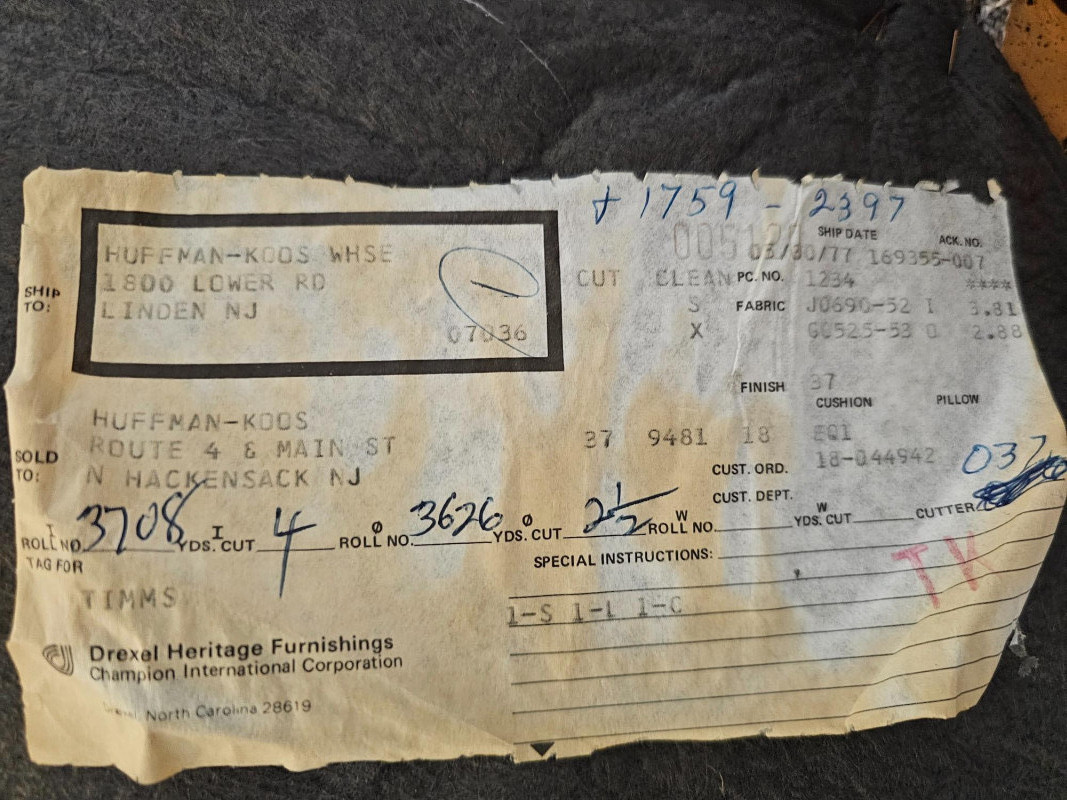 + 1759 - 2397
SHIP DATE ACK. NO.
03/30/77 169355-007
HUFFMAN-KOOS WHSE
1800 LOWER RD
LINDEN NJ
07036
SHIP TO:
1
CUT CLEAN PC. NO. 1234 ****
S FABRIC J0690-52 I 3.81
X GC525-53 O 2.88
FINISH 37
CUSHION PILLOW
37 9481 18 EQ1
CUST. ORD. 18-044942
CUST. DEPT.
HUFFMAN-KOOS
ROUTE 4 & MAIN ST
N HACKENSACK NJ
SOLD TO:
037
I ROLL NO. 3708 I YDS. CUT 4 Ø ROLL NO. 3626 Ø YDS. CUT 2 1/2 W ROLL NO. W YDS. CUT CUTTER
TAG FOR
SPECIAL INSTRUCTIONS:
TK
TIMMS
1-S 1-L 1-C
Drexel Heritage Furnishings
Champion International Corporation
North Carolina 28619